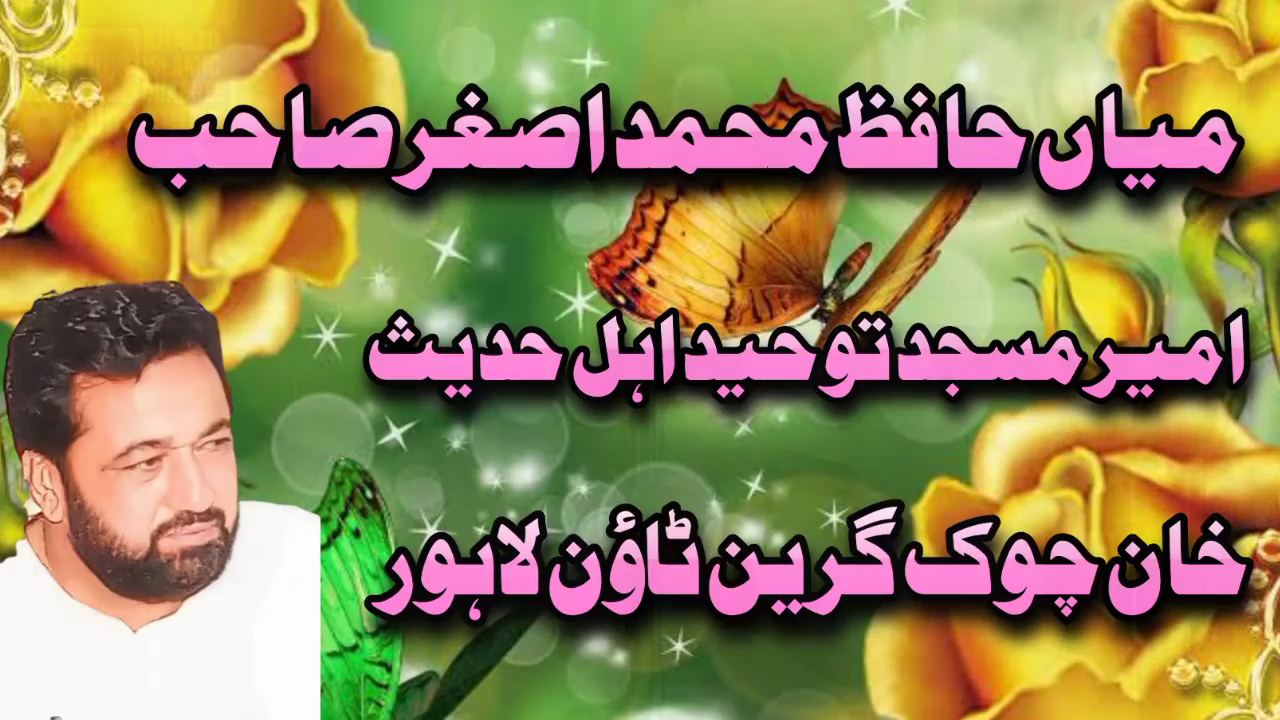 میاں حافظ محمد اصغر صاحب
امیر مسجد توحید اہل حدیث
خان چوک گرین ٹاؤن لاہور